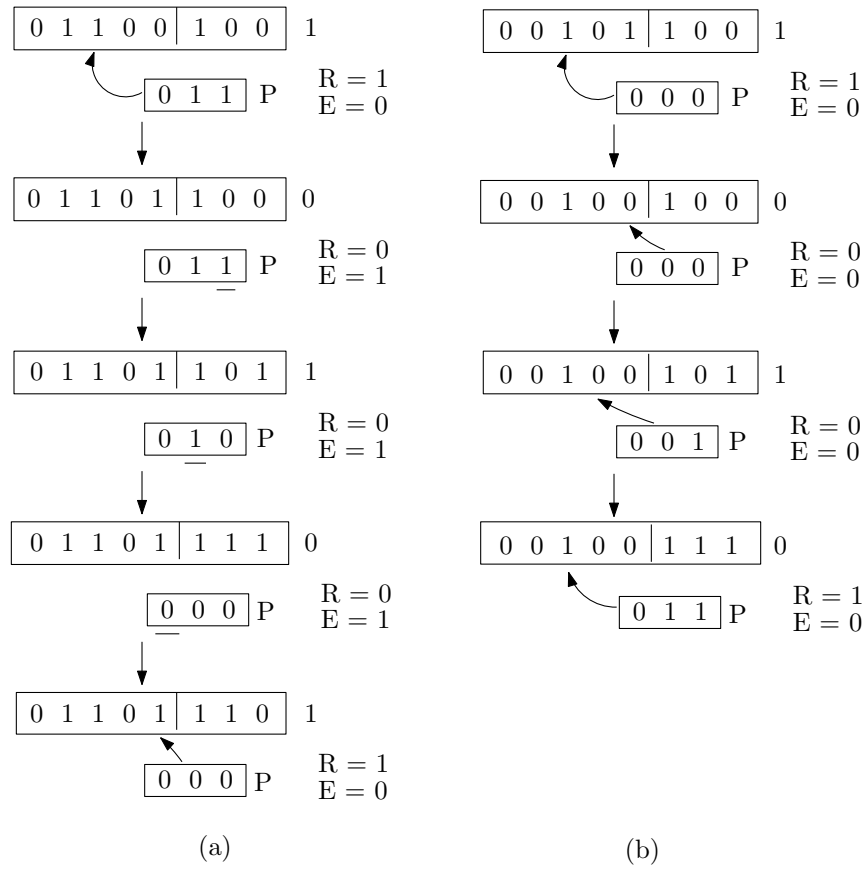 0 1 1 0 0 1 0 0 1
0 1 1 P
R = 1
E = 0
0 1 1 0 1 1 0 0 0
0 1 1 P
R = 0
E = 1
0 1 1 0 1 1 0 1 1
0 1 0 P
R = 0
E = 1
0 1 1 0 1 1 1 1 0
0 0 0 P
R = 0
E = 1
0 1 1 0 1 1 1 0 1
0 0 0 P
R = 1
E = 0
(a)
0 0 1 0 1 1 0 0 1
0 0 0 P
R = 1
E = 0
0 0 1 0 0 1 0 0 0
0 0 0 P
R = 0
E = 0
0 0 1 0 0 1 0 1 1
0 0 1 P
R = 0
E = 0
0 0 1 0 0 1 1 1 0
0 1 1 P
R = 1
E = 0
(b)